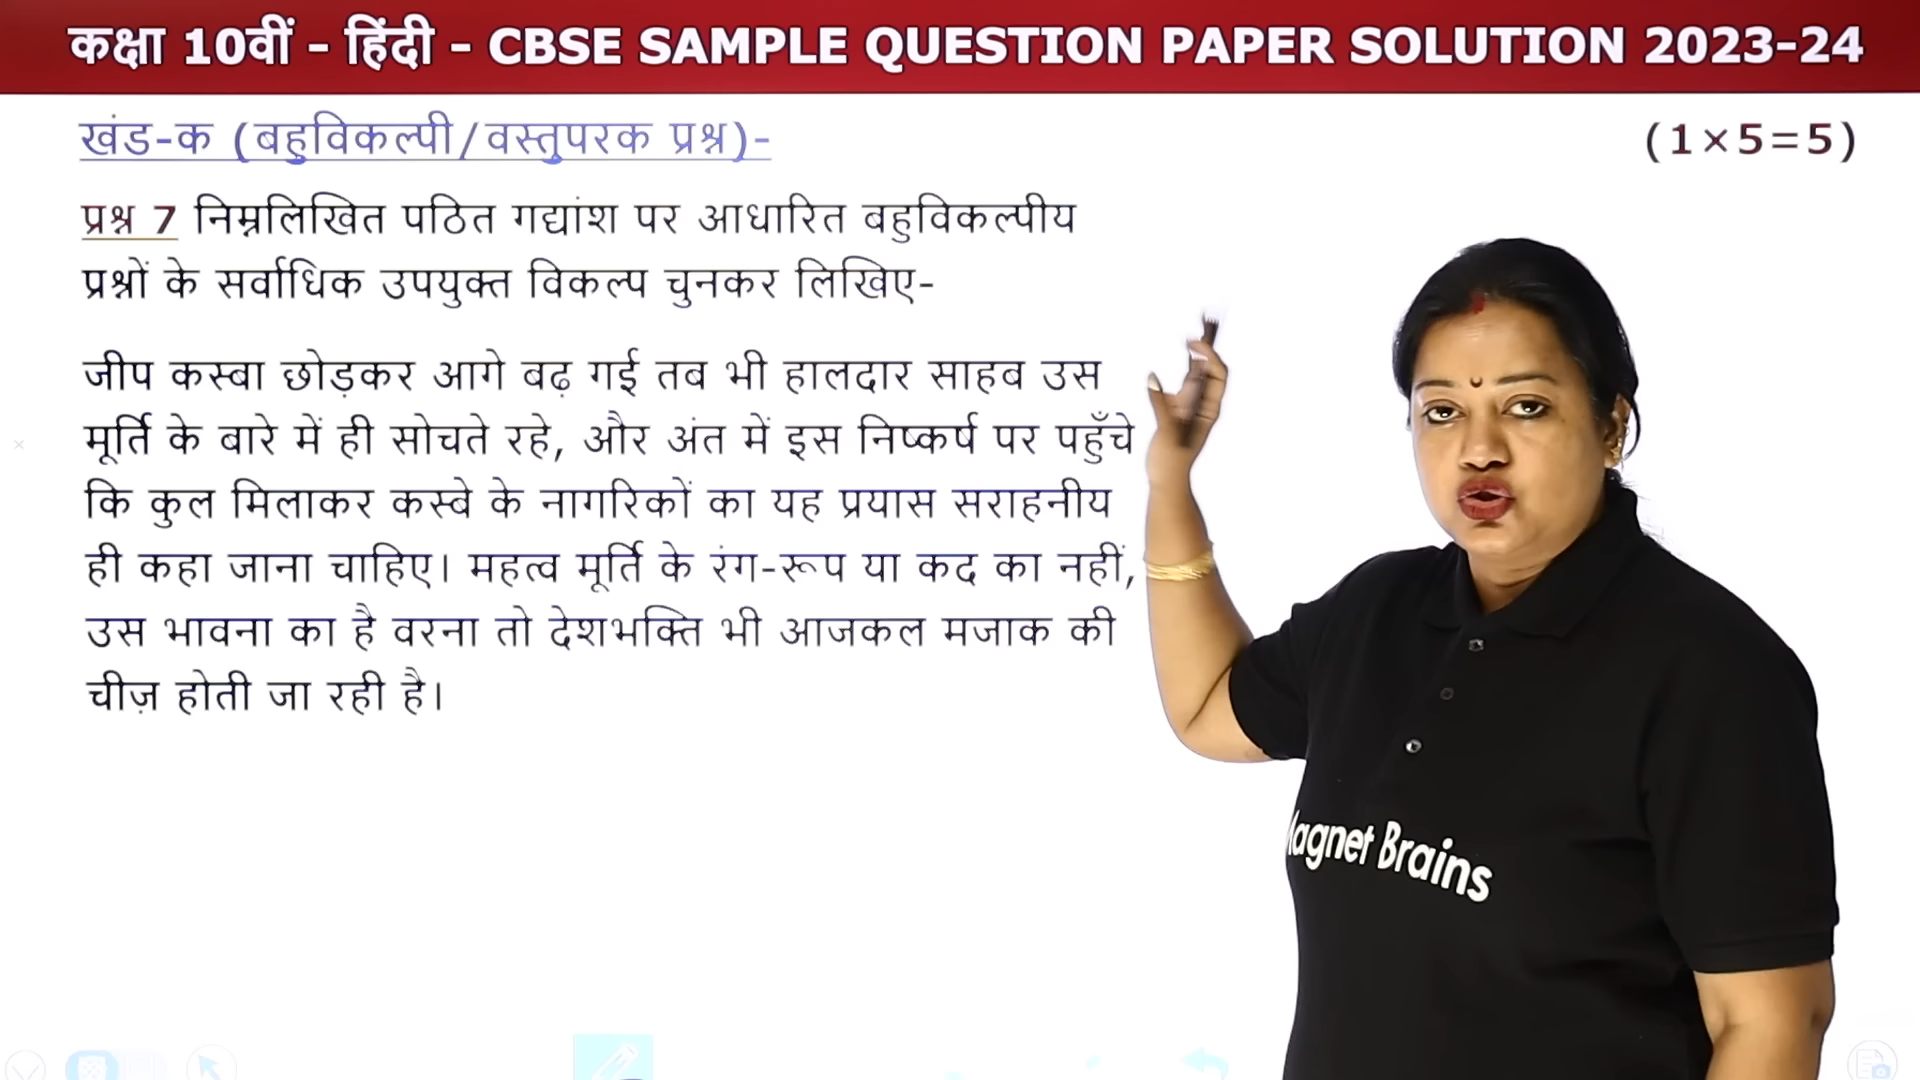 कक्षा 10वीं - हिंदी - CBSE SAMPLE QUESTION PAPER SOLUTION 2023-24
खंड-क (बहुविकल्पी/वस्तुपरक प्रश्न)-
(1×5=5)
प्रश्न 7 निम्नलिखित पठित गद्यांश पर आधारित बहुविकल्पीय
प्रश्नों के सर्वाधिक उपयुक्त विकल्प चुनकर लिखिए-
जीप कस्बा छोड़कर आगे बढ़ गई तब भी हालदार साहब उस
मूर्ति के बारे में ही सोचते रहे, और अंत में इस निष्कर्ष पर पहुँचे
कि कुल मिलाकर कस्बे के नागरिकों का यह प्रयास सराहनीय
ही कहा जाना चाहिए। महत्व मूर्ति के रंग-रूप या कद का नहीं,
उस भावना का है वरना तो देशभक्ति भी आजकल मजाक की
चीज़ होती जा रही है।
Magnet Brains